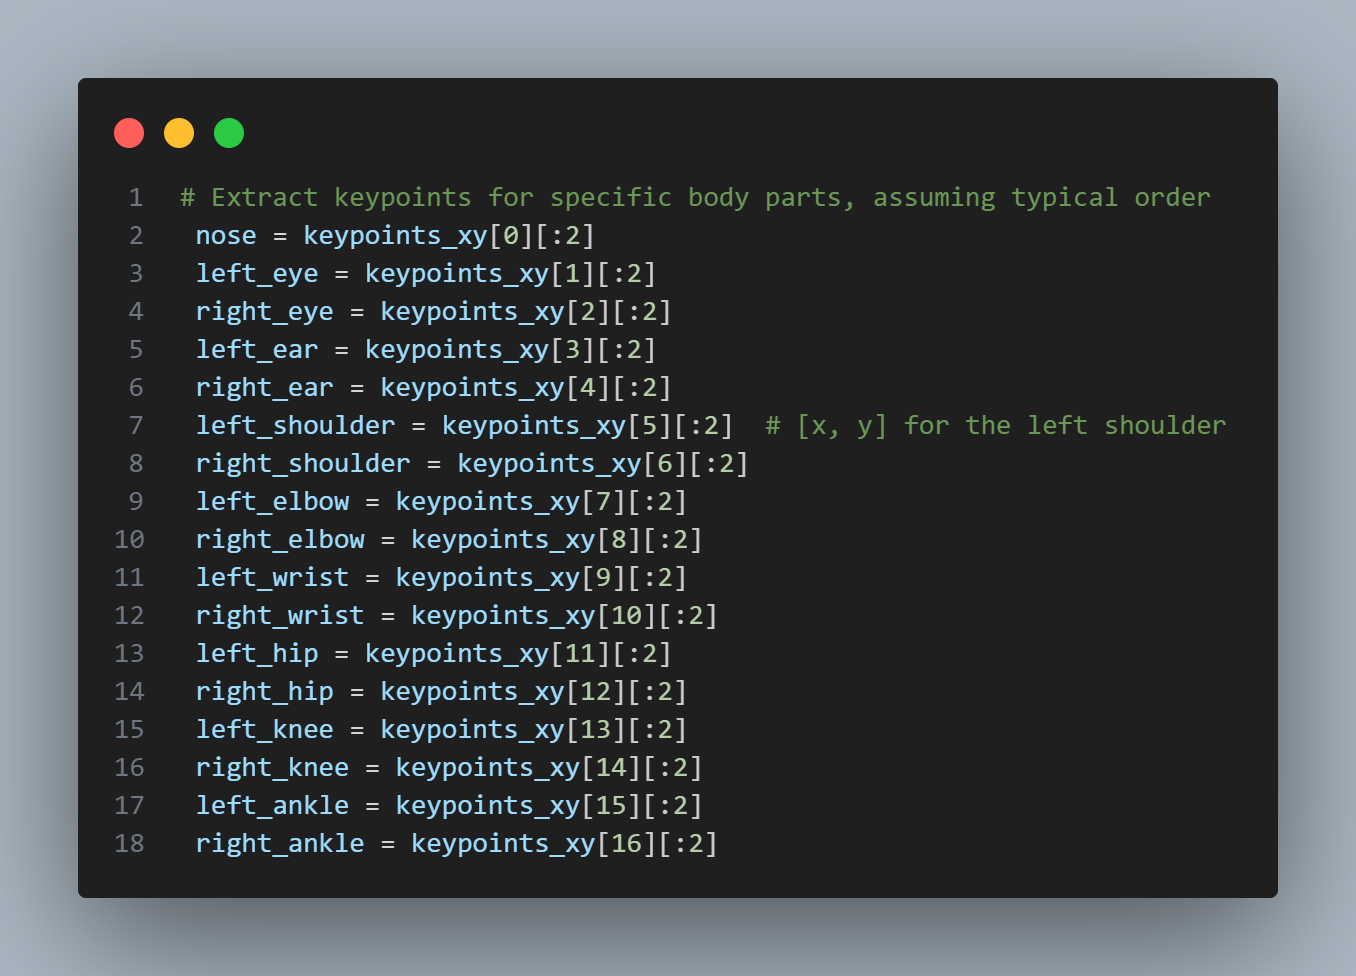 1 # Extract keypoints for specific body parts, assuming typical order
2 nose = keypoints_xy[0][:2]
3 left_eye = keypoints_xy[1][:2]
4 right_eye = keypoints_xy[2][:2]
5 left_ear = keypoints_xy[3][:2]
6 right_ear = keypoints_xy[4][:2]
7 left_shoulder = keypoints_xy[5][:2]  # [x, y] for the left shoulder
8 right_shoulder = keypoints_xy[6][:2]
9 left_elbow = keypoints_xy[7][:2]
10 right_elbow = keypoints_xy[8][:2]
11 left_wrist = keypoints_xy[9][:2]
12 right_wrist = keypoints_xy[10][:2]
13 left_hip = keypoints_xy[11][:2]
14 right_hip = keypoints_xy[12][:2]
15 left_knee = keypoints_xy[13][:2]
16 right_knee = keypoints_xy[14][:2]
17 left_ankle = keypoints_xy[15][:2]
18 right_ankle = keypoints_xy[16][:2]